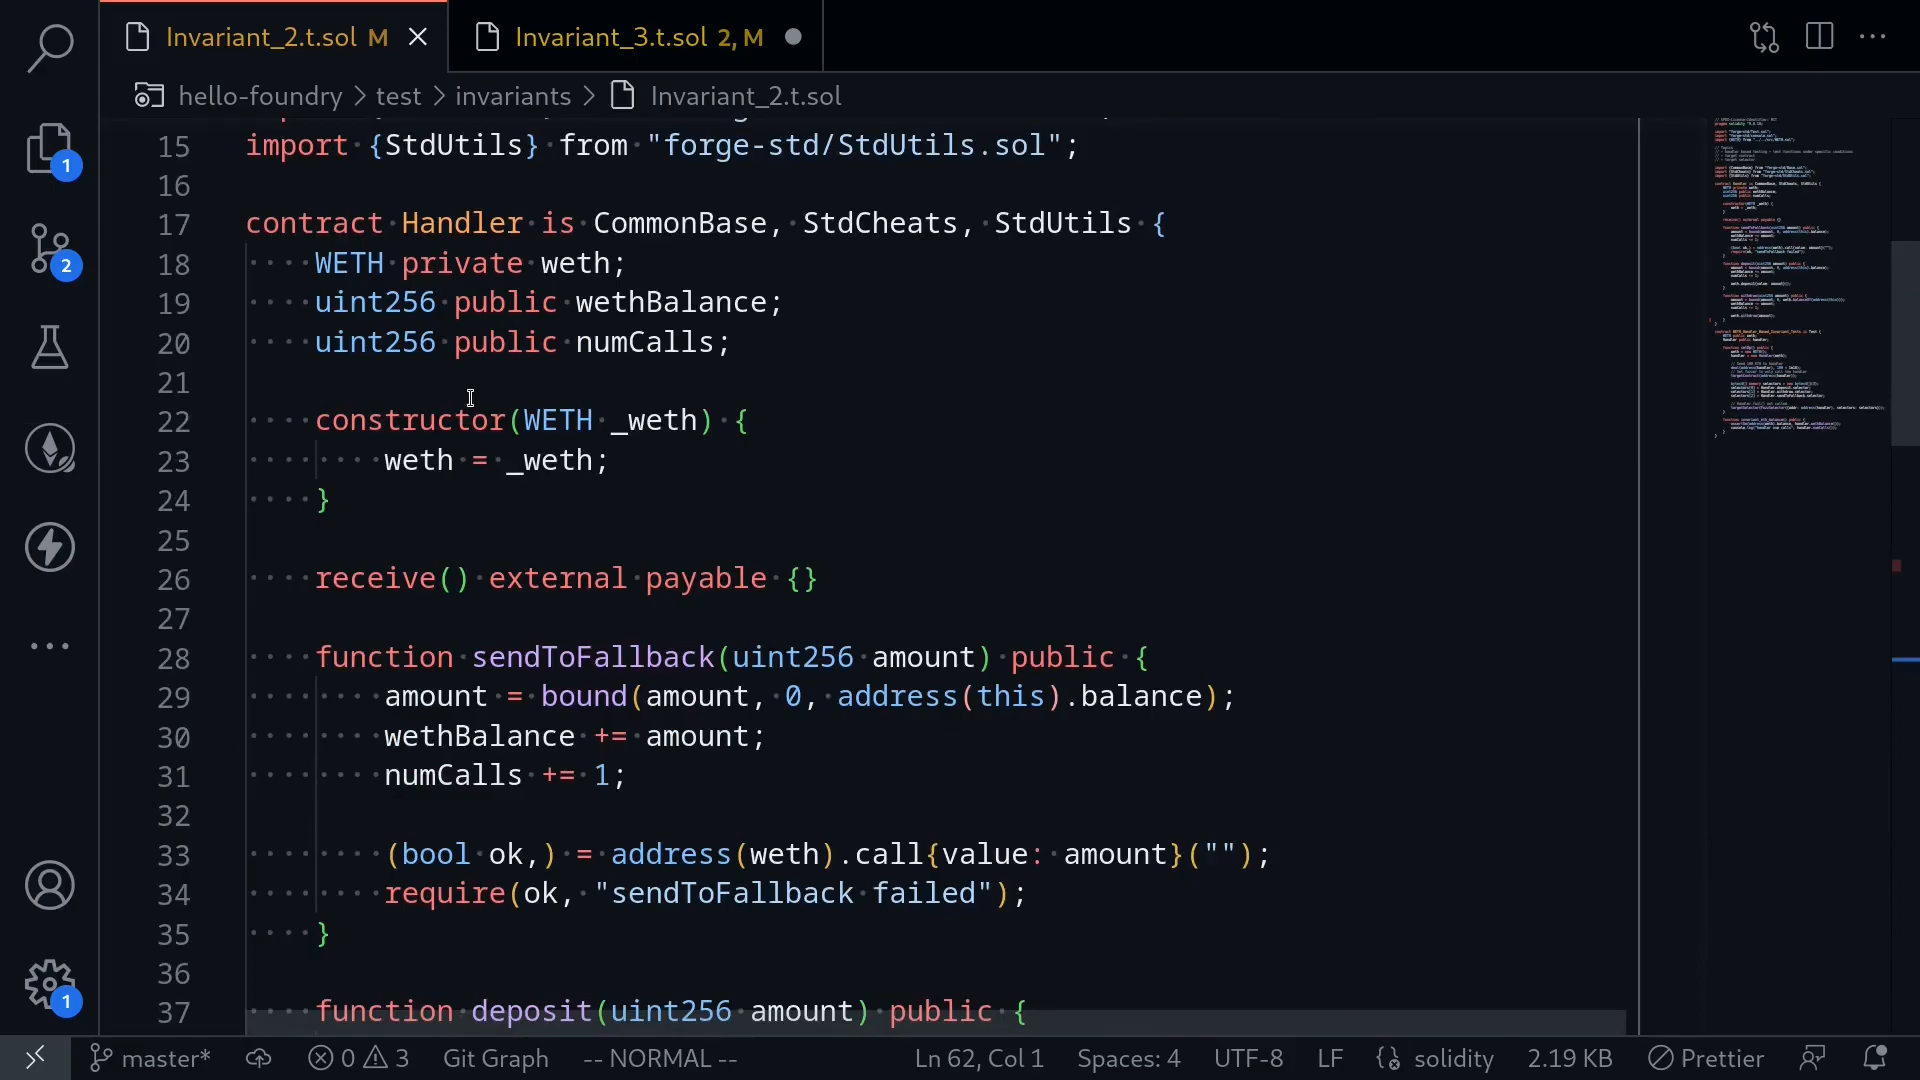 Invariant_2.t.sol M
Invariant_3.t.sol 2, M
hello-foundry > test > invariants > Invariant_2.t.sol
15 import {StdUtils} from "forge-std/StdUtils.sol";
16
17 contract Handler is CommonBase, StdCheats, StdUtils {
18 WETH private weth;
19 uint256 public wethBalance;
20 uint256 public numCalls;
21
22 constructor(WETH _weth) {
23 weth = _weth;
24 }
25
26 receive() external payable {}
27
28 function sendToFallback(uint256 amount) public {
29 amount = bound(amount, 0, address(this).balance);
30 wethBalance += amount;
31 numCalls += 1;
32
33 (bool ok,) = address(weth).call{value: amount}("");
34 require(ok, "sendToFallback failed");
35 }
36
37 function deposit(uint256 amount) public {
1
2
1
master* 0 3 Git Graph -- NORMAL -- Ln 62, Col 1 Spaces: 4 UTF-8 LF solidity 2.19 KB Prettier